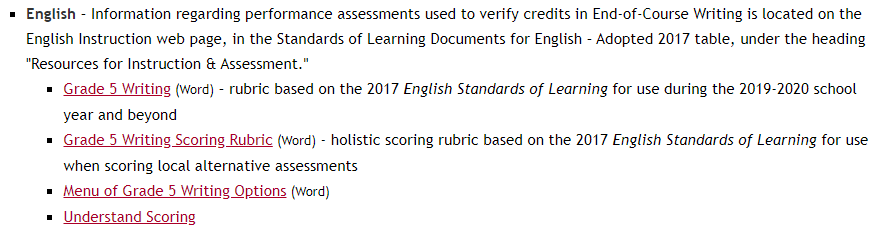 English - Information regarding performance assessments used to verify credits in End-of-Course Writing is located on the
English Instruction web page, in the Standards of Learning Documents for English - Adopted 2017 table, under the heading
"Resources for Instruction & Assessment."
Grade 5 Writing (Word) - rubric based on the 2017 English Standards of Learning for use during the 2019-2020 school
year and beyond
Grade 5 Writing Scoring Rubric (Word) - holistic scoring rubric based on the 2017 English Standards of Learning for use
when scoring local alternative assessments
Menu of Grade 5 Writing Options (Word)
Understand Scoring